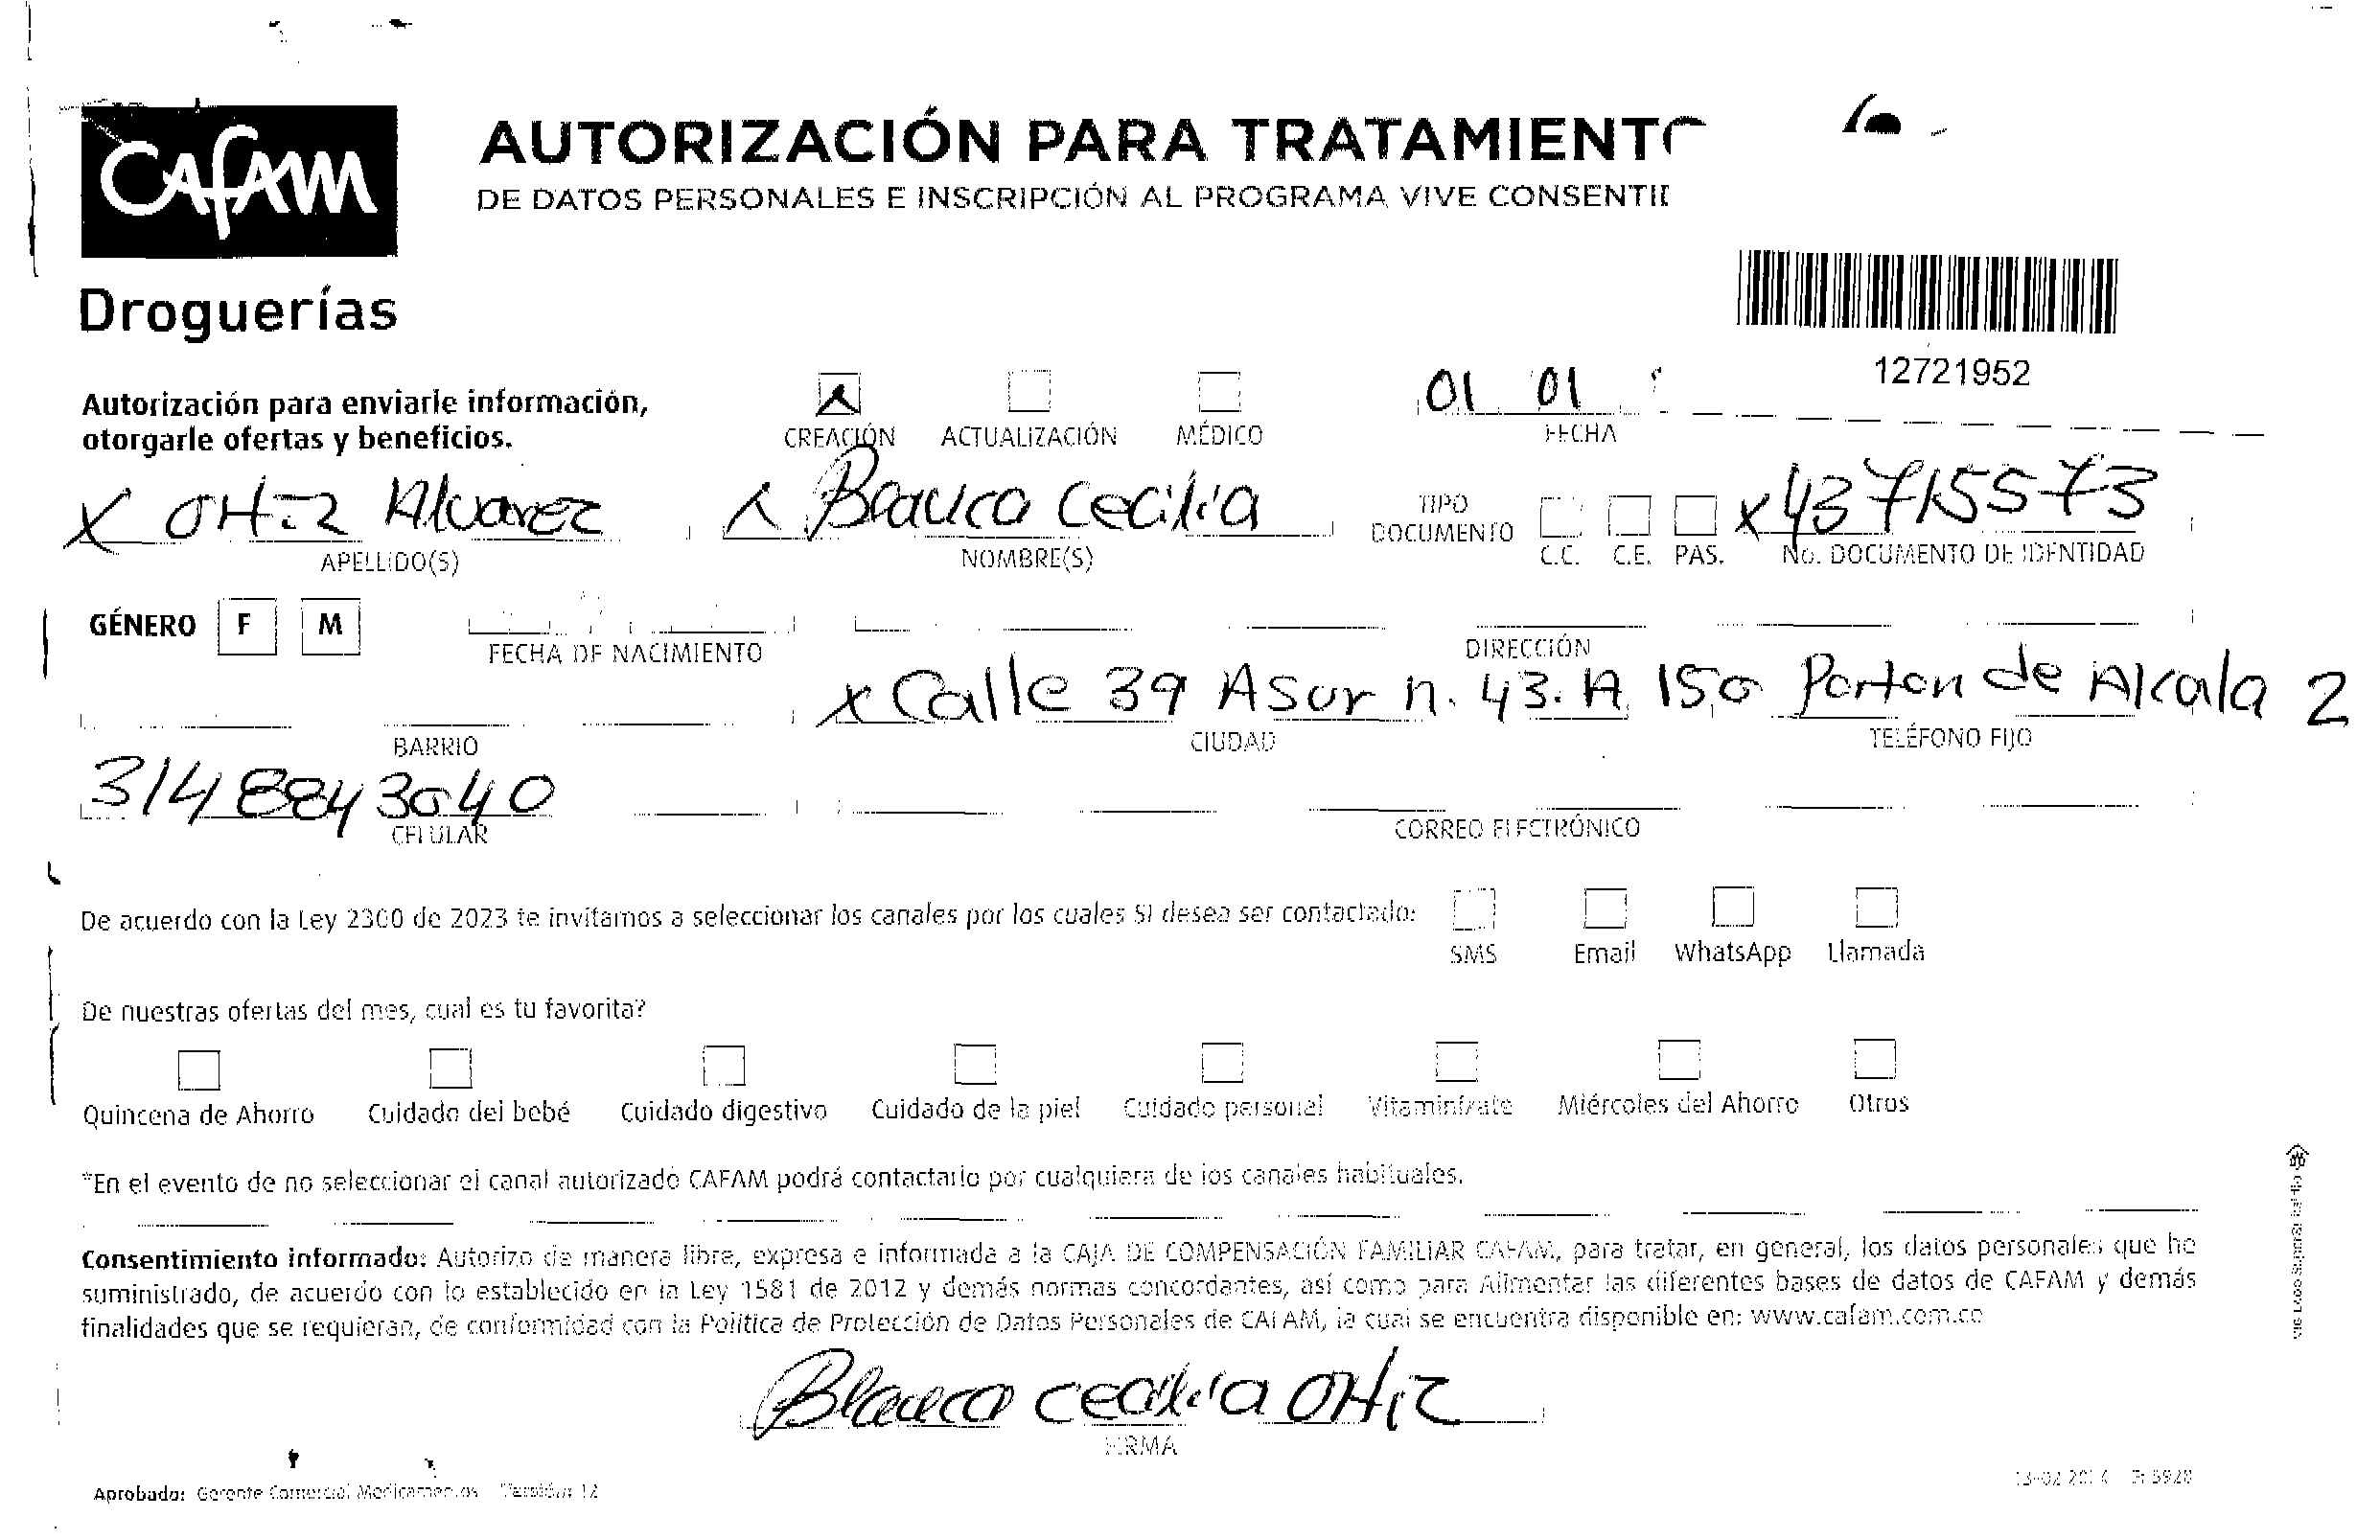 CAFAM
Droguerías
AUTORIZACIÓN PARA TRATAMIENTO
DE DATOS PERSONALES E INSCRIPCIÓN AL PROGRAMA VIVE CONSENTID
12721952
Autorización para enviarle información,
otorgarle ofertas y beneficios.
CREACIÓN ACTUALIZACIÓN MÉDICO
01 01
FECHA
X Ortiz Alvarez X Blanca Cecilia TIPO DOCUMENTO C.C. C.E. PAS. x 43715573
APELLIDO(S) NOMBRE(S) No. DOCUMENTO DE IDENTIDAD
GÉNERO F M FECHA DE NACIMIENTO DIRECCIÓN
x Calle 39 A Sur n. 43. A 150 Porton de Alcala 2
BARRIO CIUDAD TELÉFONO FIJO
314 884 3040
CELULAR CORREO ELECTRÓNICO
De acuerdo con la Ley 2300 de 2023 te invitamos a seleccionar los canales por los cuales SI desea ser contactado:
SMS Email WhatsApp Llamada
De nuestras ofertas del mes, cual es tu favorita?
Quincena de Ahorro Cuidado del bebé Cuidado digestivo Cuidado de la piel Cuidado personal Miércoles del Ahorro Otros
*En el evento de no seleccionar el canal autorizado CAFAM podrá contactarlo por cualquiera de los canales habituales.
Consentimiento informado: Autorizo de manera libre, expresa e informada a la CAJA DE COMPENSACIÓN FAMILIAR CAFAM, para tratar, en general, los datos personales que he
suministrado, de acuerdo con lo establecido en la Ley 1581 de 2012 y demás normas concordantes, así como para Alimentar las diferentes bases de datos de CAFAM y demás
finalidades que se requieran, de conformidad con la Política de Protección de Datos Personales de CAFAM, la cual se encuentra disponible en: www.cafam.com.co
Blanca cecilia Ortiz
FIRMA
Aprobado: Gerente Comercial Medicamentos Versión: 12